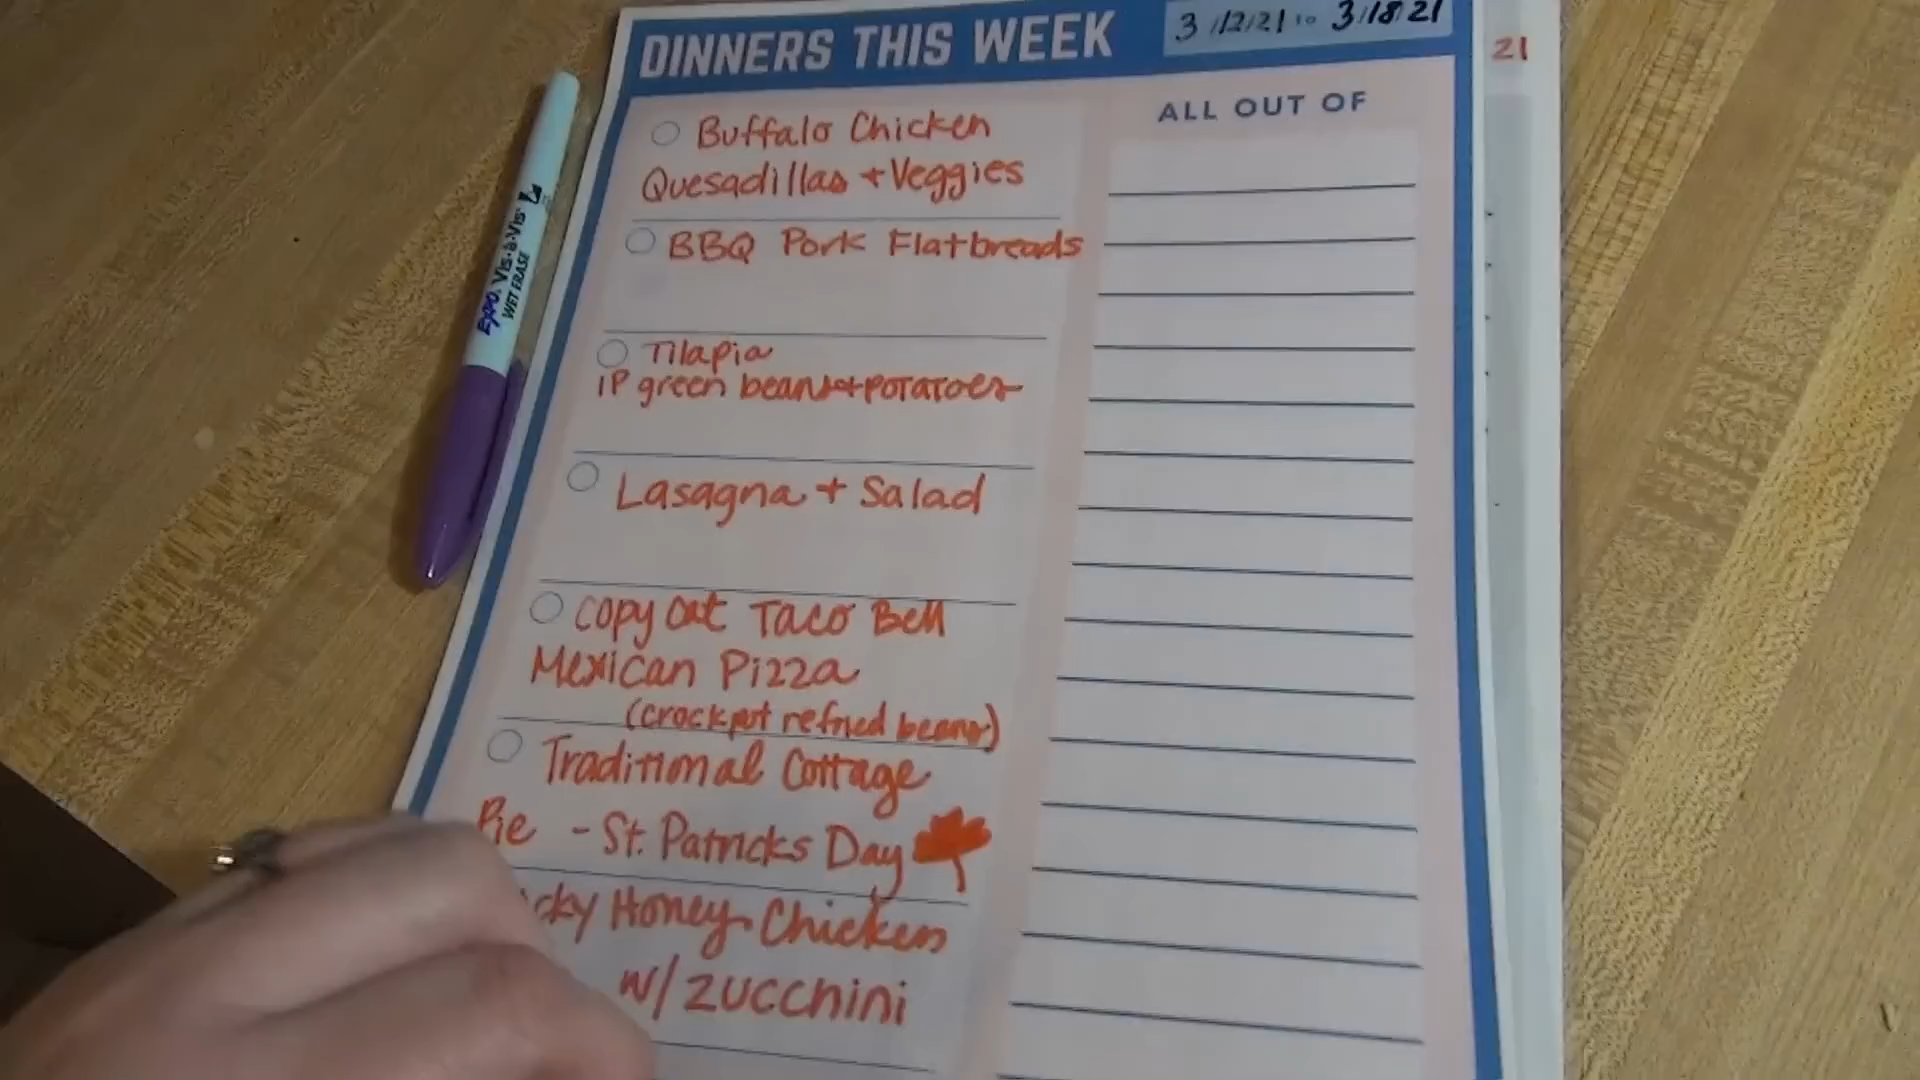 DINNERS THIS WEEK
3/12/21 to 3/18/21
21
ALL OUT OF
Buffalo Chicken
Quesadillas + Veggies
BBQ Pork Flatbreads
Tilapia
IP green beans + potatoes
Lasagna + Salad
Copy Cat Taco Bell
Mexican Pizza
(crockpot refried beans)
Traditional Cottage
Pie - St. Patricks Day
cky Honey Chicken
w/ zucchini
EXPO Vis-à-Vis
WET ERASE